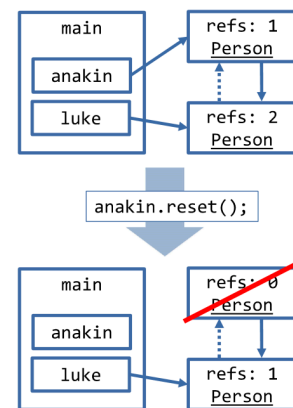 main
anakin
luke
refs: 1
Person
refs: 2
Person
anakin.reset();
main
anakin
luke
refs: 0
Person
refs: 1
Person